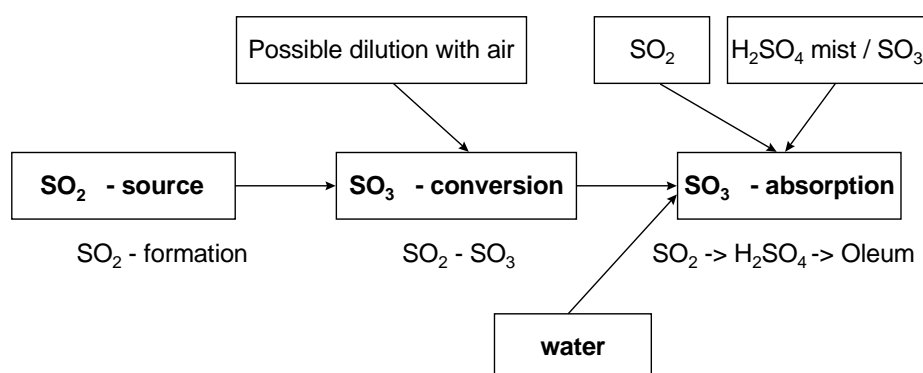 Possible dilution with air
SO₂
H₂SO₄ mist / SO₃
SO₂ - source
SO₃ - conversion
SO₃ - absorption
SO₂ - formation
SO₂ - SO₃
SO₂ -> H₂SO₄ -> Oleum
water